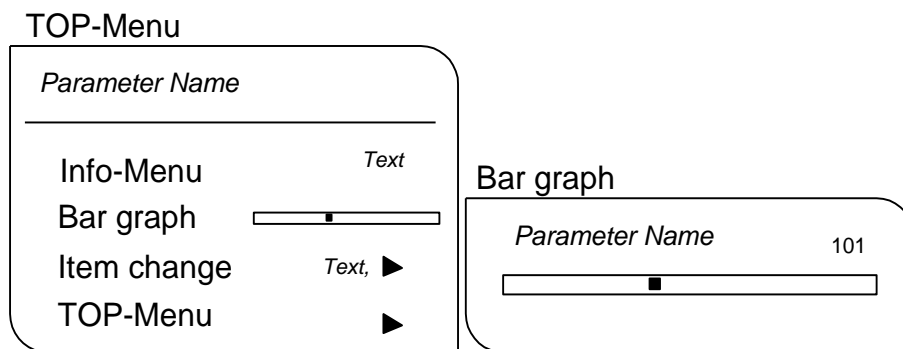 TOP-Menu
Parameter Name
Info-Menu Text
Bar graph
Item change Text, ▶
TOP-Menu ▶
Bar graph
Parameter Name 101